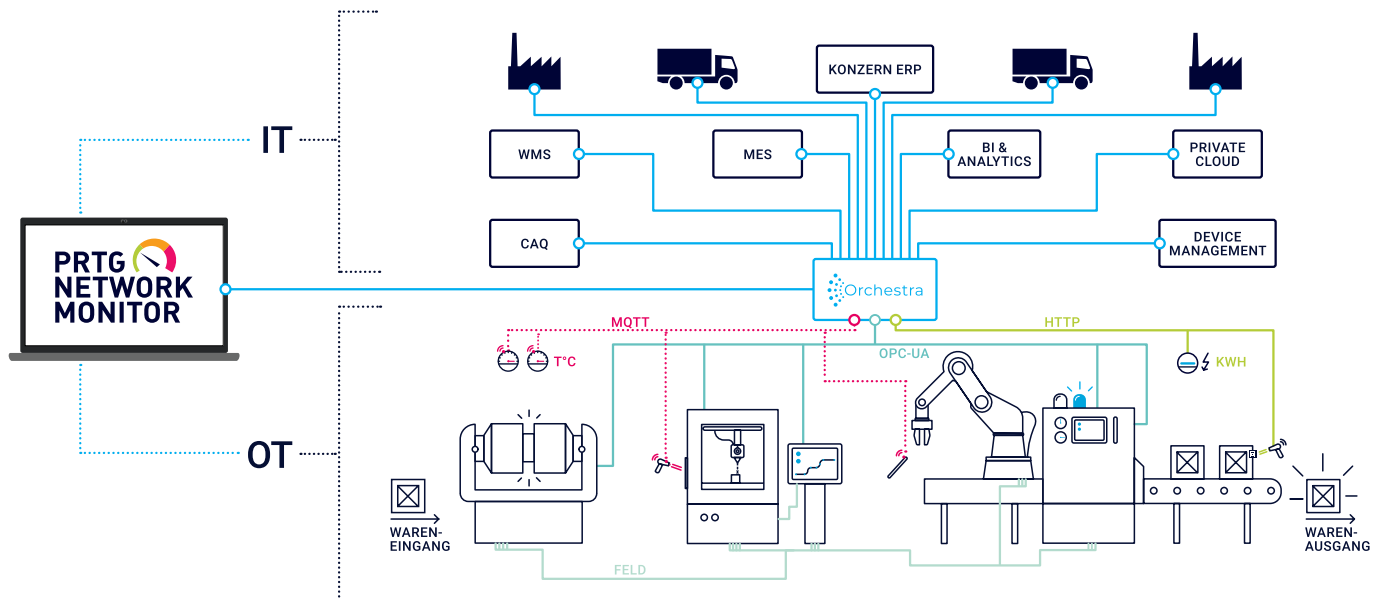 IT
KONZERN ERP
WMS
MES
BI &
ANALYTICS
PRIVATE
CLOUD
CAQ
DEVICE
MANAGEMENT
PRTG
NETWORK
MONITOR
Orchestra
MQTT
HTTP
OPC-UA
T°C
KWH
OT
WAREN-
EINGANG
WAREN-
AUSGANG
FELD